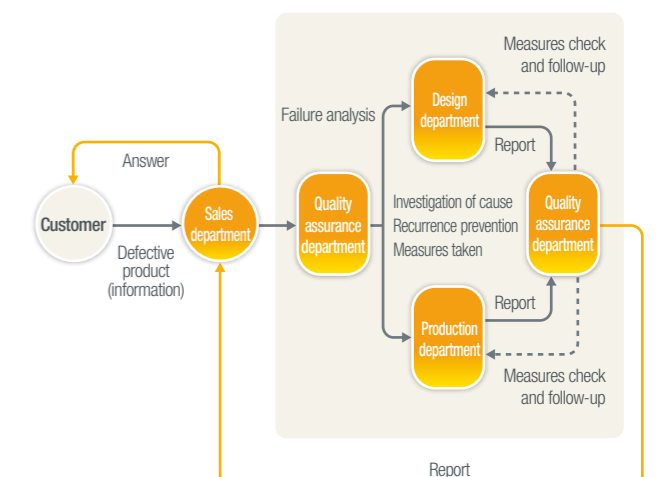 Measures check
and follow-up
Design
department
Failure analysis
Report
Answer
Customer
Sales
department
Quality
assurance
department
Investigation of cause
Recurrence prevention
Measures taken
Quality
assurance
department
Defective
product
(information)
Report
Production
department
Measures check
and follow-up
Report